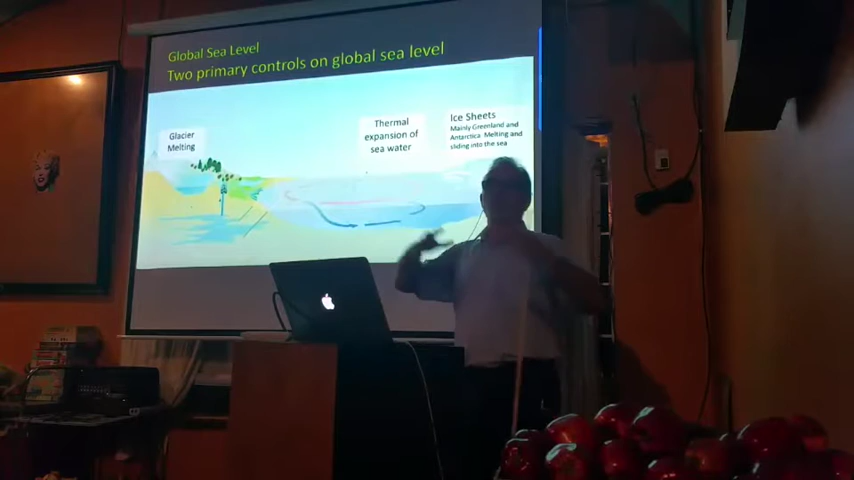 Global Sea Level
Two primary controls on global sea level
Glacier
Melting
Thermal
expansion of
sea water
Ice Sheets
Melting Greenland and
Antarctica Melting and
sliding into the sea